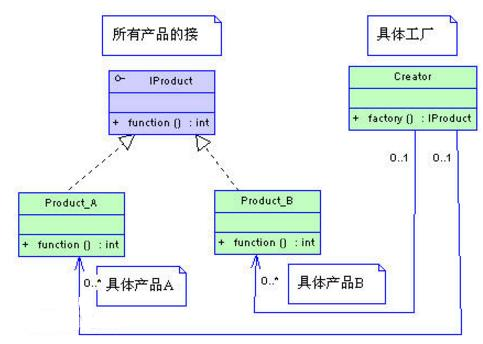 所有产品的接
具体工厂
IProduct
+ function () : int
Creator
+ factory () : IProduct
0..1
0..1
Product_A
+ function () : int
Product_B
+ function () : int
0..*
具体产品A
0..*
具体产品B